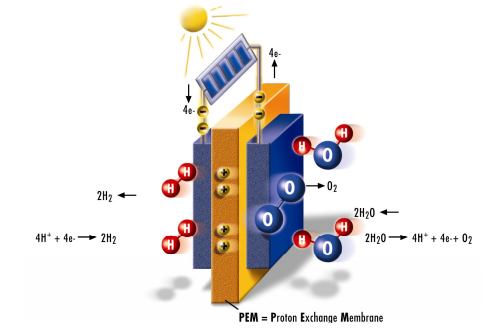 4e-
4e-
H
H
O
H
H
O
O
O₂
2H₂
2H₂O
H
H
H
H
O
4H⁺ + 4e- → 2H₂
2H₂O → 4H⁺ + 4e-+ O₂
PEM = Proton Exchange Membrane